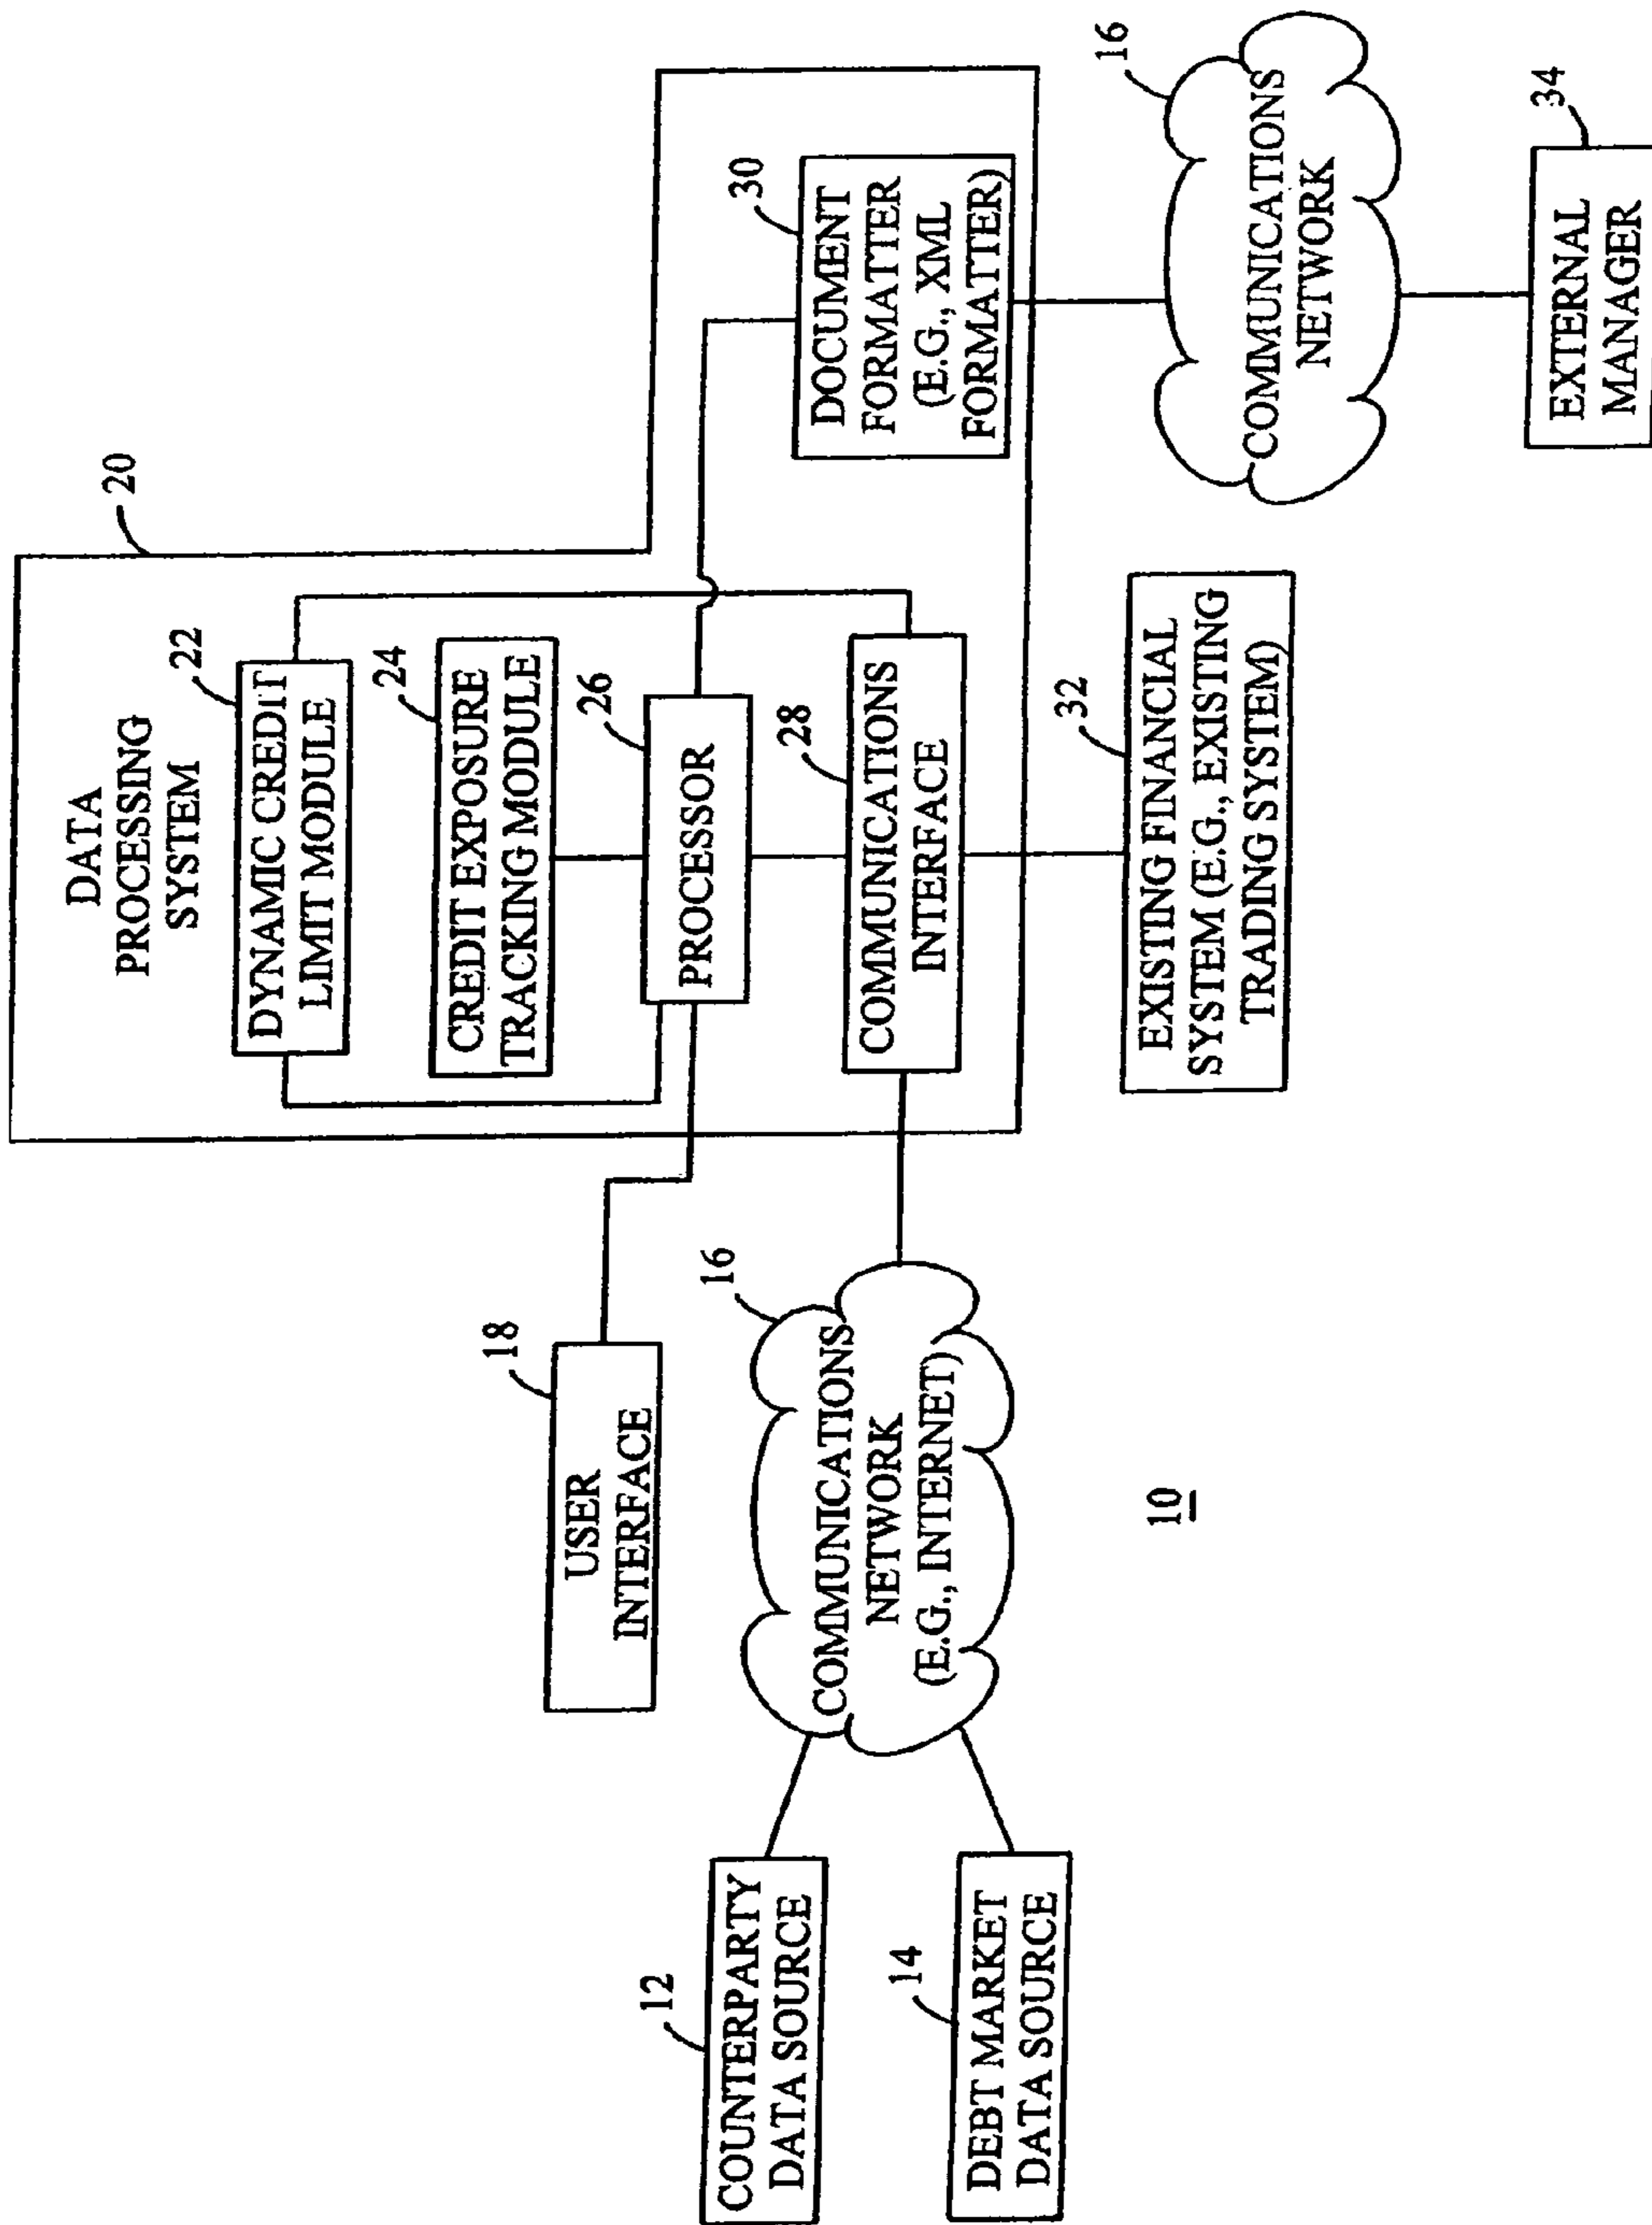 20
DATA
PROCESSING
SYSTEM
22
DYNAMIC CREDIT
LIMIT MODULE
24
CREDIT EXPOSURE
TRACKING MODULE
26
PROCESSOR
28
COMMUNICATIONS
INTERFACE
30
DOCUMENT
FORMATTER
(E.G., XML
FORMATTER)
18
USER
INTERFACE
16
COMMUNICATIONS
NETWORK
(E.G., INTERNET)
12
COUNTERPARTY
DATA SOURCE
14
DEBT MARKET
DATA SOURCE
32
EXISTING FINANCIAL
SYSTEM (E.G., EXISTING
TRADING SYSTEM)
16
COMMUNICATIONS
NETWORK
34
EXTERNAL
MANAGER
10